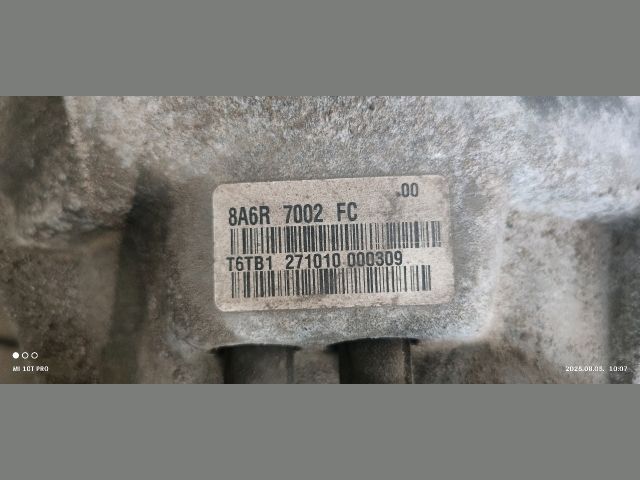 .00
8A6R 7002 FC
T6TB1 271010 000309
MI 10T PRO
2025.08.05. 10:07